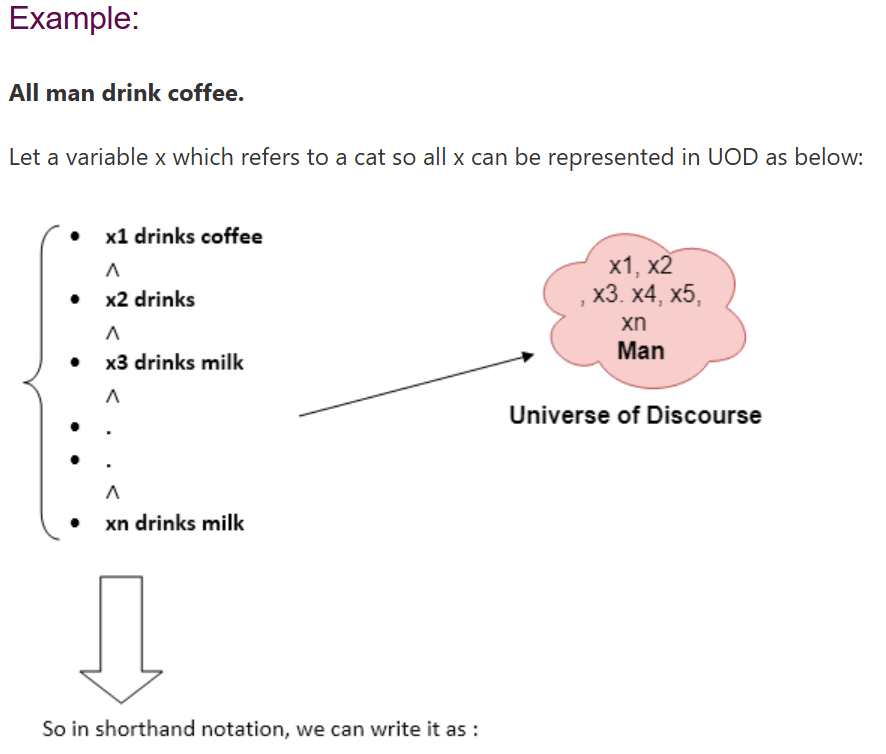 Example:
All man drink coffee.
Let a variable x which refers to a cat so all x can be represented in UOD as below:
• x1 drinks coffee
^
• x2 drinks
^
• x3 drinks milk
^
• .
• .
^
• xn drinks milk
x1, x2
, x3. x4, x5,
xn
Man
Universe of Discourse
So in shorthand notation, we can write it as :